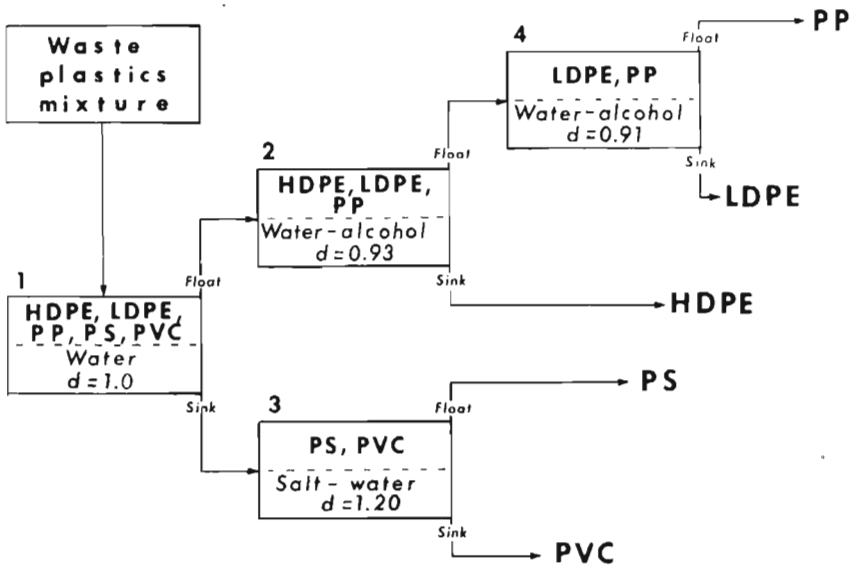 Waste
plastics
mixture
1
HDPE, LDPE,
PP, PS, PVC
Water
d=1.0
Float
Sink
2
HDPE, LDPE,
PP
Water-alcohol
d=0.93
Float
Sink
HDPE
3
PS, PVC
Salt-water
d=1.20
Float
PS
Sink
PVC
4
LDPE, PP
Water-alcohol
d=0.91
Float
PP
Sink
LDPE